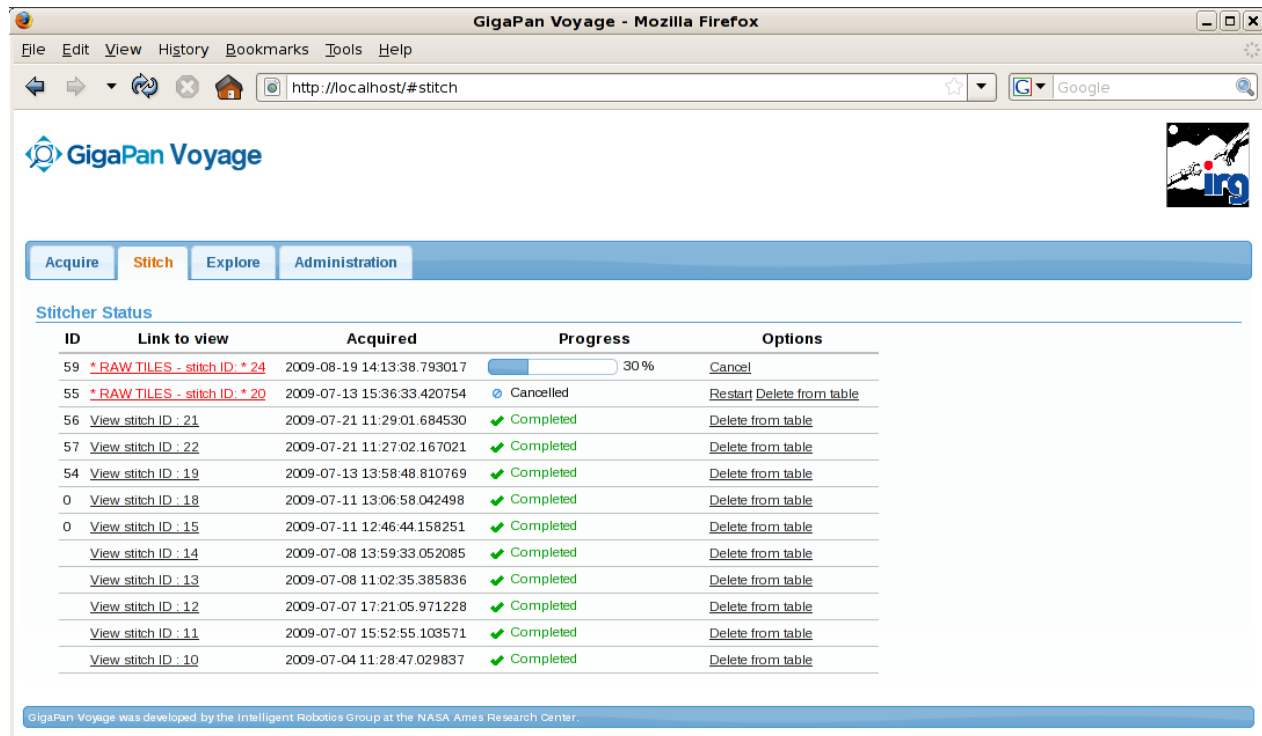 GigaPan Voyage - Mozilla Firefox
File Edit View History Bookmarks Tools Help
http://localhost/#stitch G Google
GigaPan Voyage
irg
Acquire Stitch Explore Administration
Stitcher Status
ID Link to view Acquired Progress Options
59 * RAW TILES - stitch ID: * 24 2009-08-19 14:13:38.793017 30% Cancel
55 * RAW TILES - stitch ID: * 20 2009-07-13 15:36:33.420754 Cancelled Restart Delete from table
56 View stitch ID : 21 2009-07-21 11:29:01.684530 Completed Delete from table
57 View stitch ID : 22 2009-07-21 11:27:02.167021 Completed Delete from table
54 View stitch ID : 19 2009-07-13 13:58:48.810769 Completed Delete from table
0 View stitch ID : 18 2009-07-11 13:06:58.042498 Completed Delete from table
0 View stitch ID : 15 2009-07-11 12:46:44.158251 Completed Delete from table
View stitch ID : 14 2009-07-08 13:59:33.052085 Completed Delete from table
View stitch ID : 13 2009-07-08 11:02:35.385836 Completed Delete from table
View stitch ID : 12 2009-07-07 17:21:05.971228 Completed Delete from table
View stitch ID : 11 2009-07-07 15:52:55.103571 Completed Delete from table
View stitch ID : 10 2009-07-04 11:28:47.029837 Completed Delete from table
GigaPan Voyage was developed by the Intelligent Robotics Group at the NASA Ames Research Center.